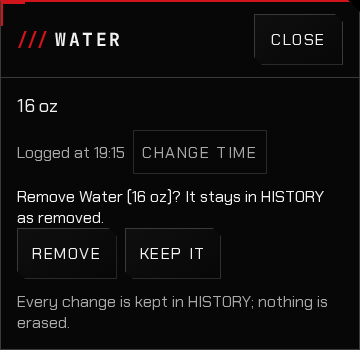 /// WATER
CLOSE
16 oz
Logged at 19:15
CHANGE TIME
Remove Water [16 oz]? It stays in HISTORY
as removed.
REMOVE
KEEP IT
Every change is kept in HISTORY; nothing is
erased.